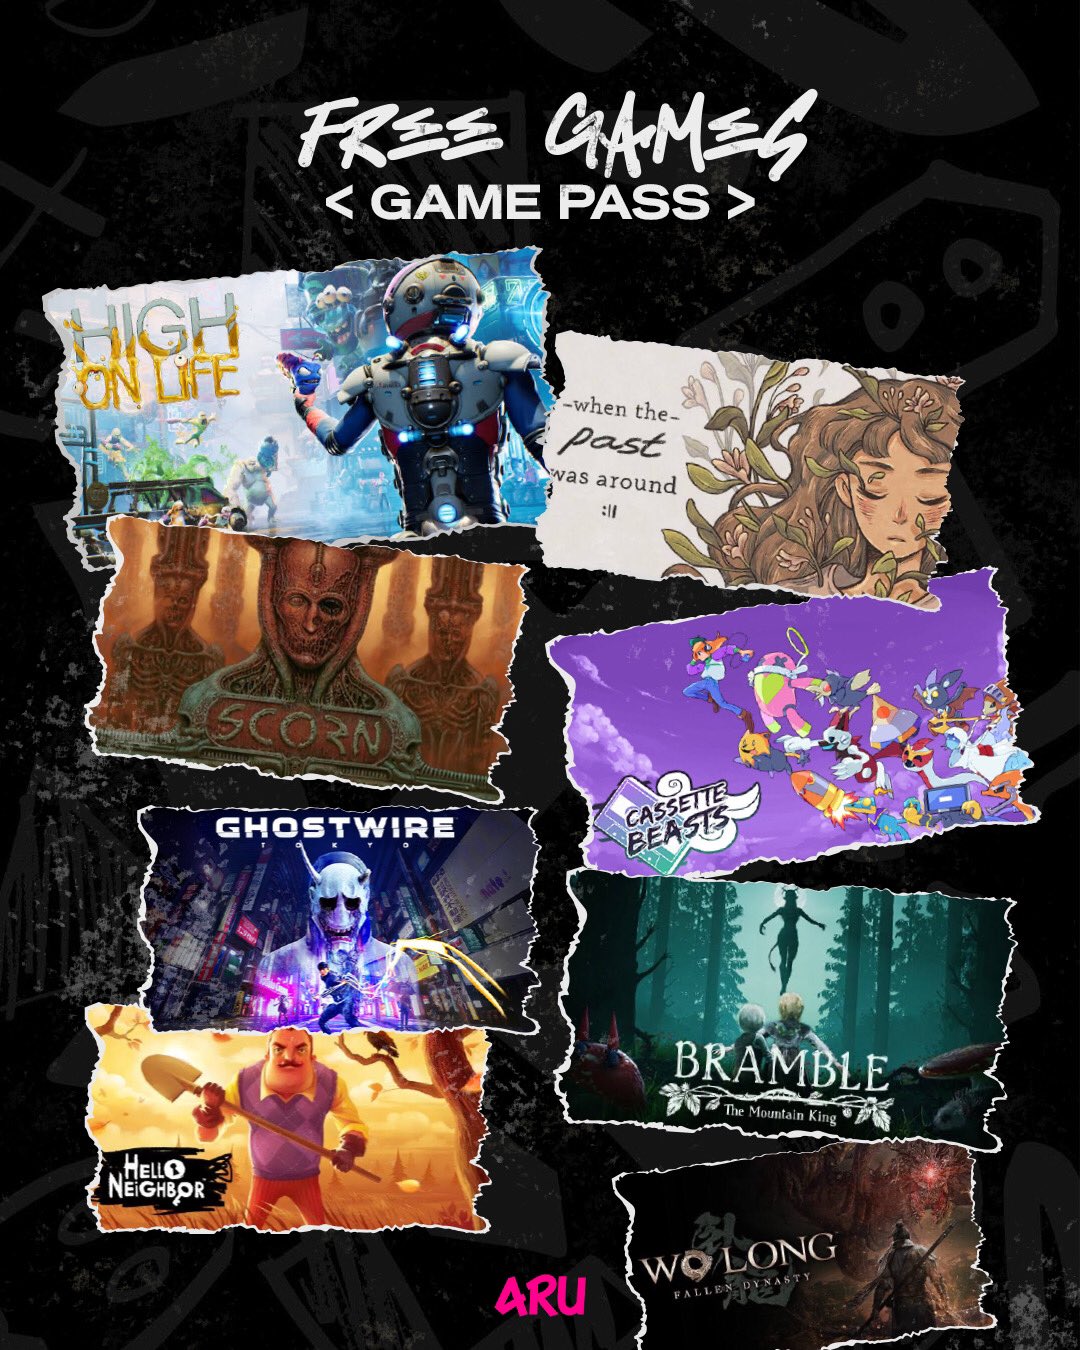 FREE GAMES
< GAME PASS >
HIGH
ON LIFE
-when the-
past
was around
:||
SCORN
CASSETTE
BEASTS
GHOSTWIRE
TOKYO
BRAMBLE
The Mountain King
HELLO
NEIGHBOR
WO LONG
FALLEN DYNASTY
ARU